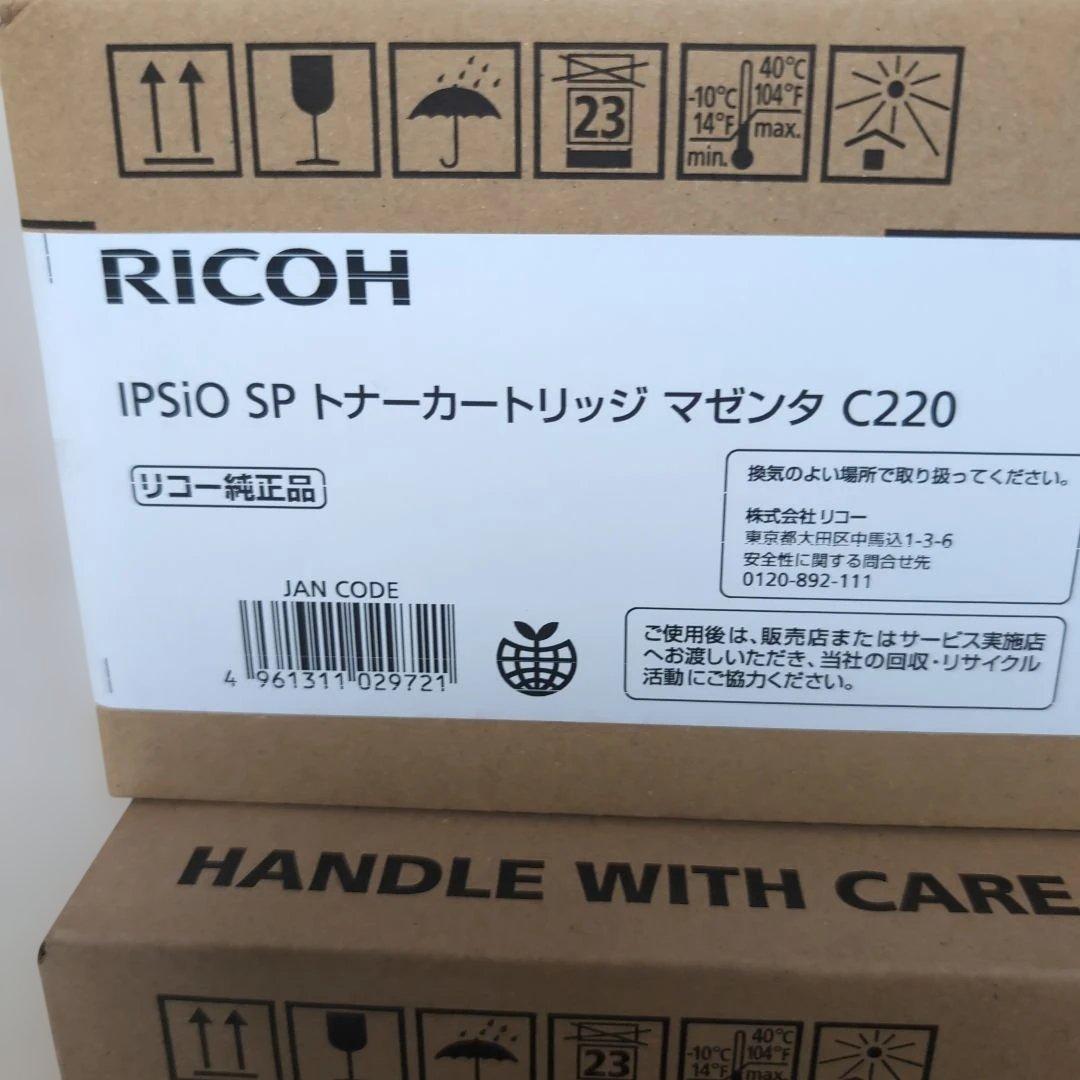 23
-10°C
14°F
min.
40°C
104°F
max.
RICOH
IPSiO SP トナーカートリッジ マゼンタ C220
リコー純正品
換気のよい場所で取り扱ってください。
株式会社リコー
東京都大田区中馬込1-3-6
安全性に関する問合せ先
0120-892-111
JAN CODE
4 961311 029721
ご使用後は、販売店またはサービス実施店
へお渡しいただき、当社の回収・リサイクル
活動にご協力ください。
HANDLE WITH CARE
23
-10°C
14°F
40°C
104°F
max.